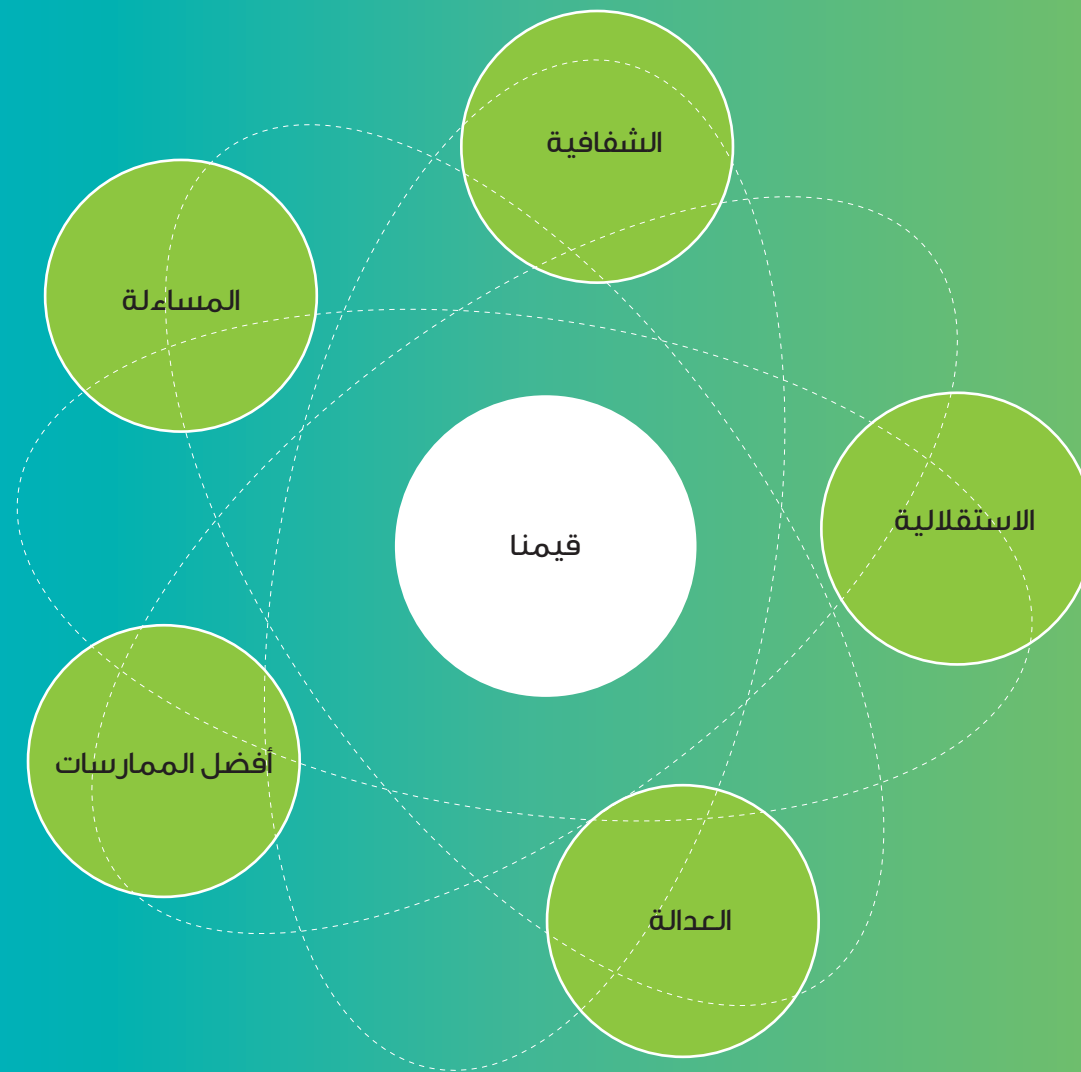 الشفافية
المساءلة
الاستقلالية
قيمنا
أفضل الممارسات
العدالة